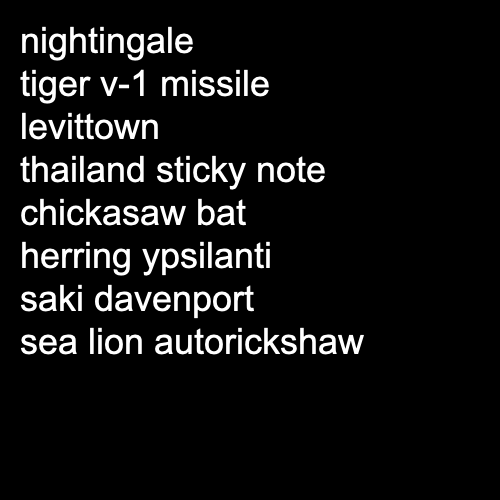 nightingale
tiger v-1 missile
levittown
thailand sticky note
chickasaw bat
herring ypsilanti
saki davenport
sea lion autorickshaw